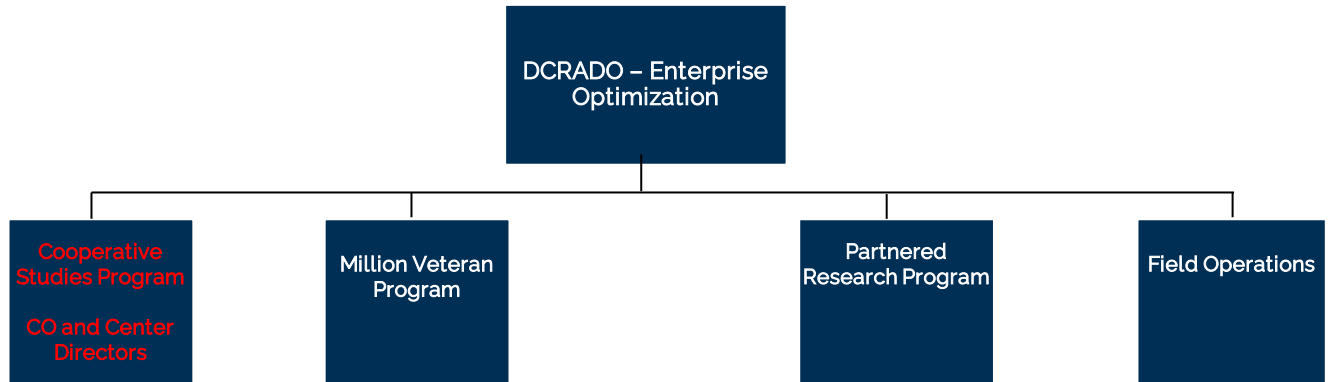 DCRADO – Enterprise
Optimization
Cooperative
Studies Program
CO and Center
Directors
Million Veteran
Program
Partnered
Research Program
Field Operations